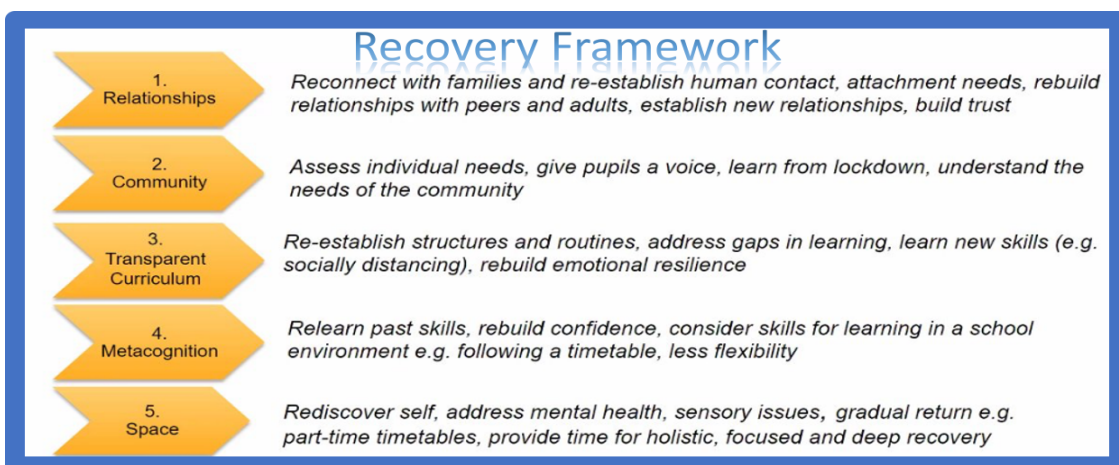 Recovery Framework
1.
Relationships
Reconnect with families and re-establish human contact, attachment needs, rebuild
relationships with peers and adults, establish new relationships, build trust
2.
Community
Assess individual needs, give pupils a voice, learn from lockdown, understand the
needs of the community
3.
Transparent
Curriculum
Re-establish structures and routines, address gaps in learning, learn new skills (e.g.
socially distancing), rebuild emotional resilience
4.
Metacognition
Relearn past skills, rebuild confidence, consider skills for learning in a school
environment e.g. following a timetable, less flexibility
5.
Space
Rediscover self, address mental health, sensory issues, gradual return e.g.
part-time timetables, provide time for holistic, focused and deep recovery